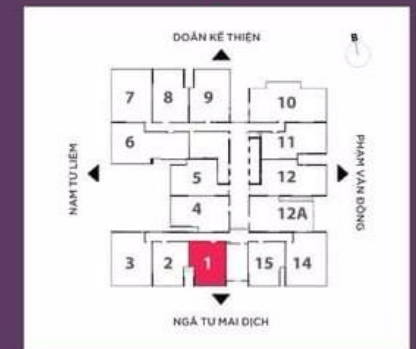 DOÃN KẾ THIỆN
B
7 8 9 10
6 11
5 12
4 12A
3 2 1 15 14
NAM TỪ LIÊM
PHẠM VĂN ĐỒNG
NGÃ TƯ MAI DỊCH